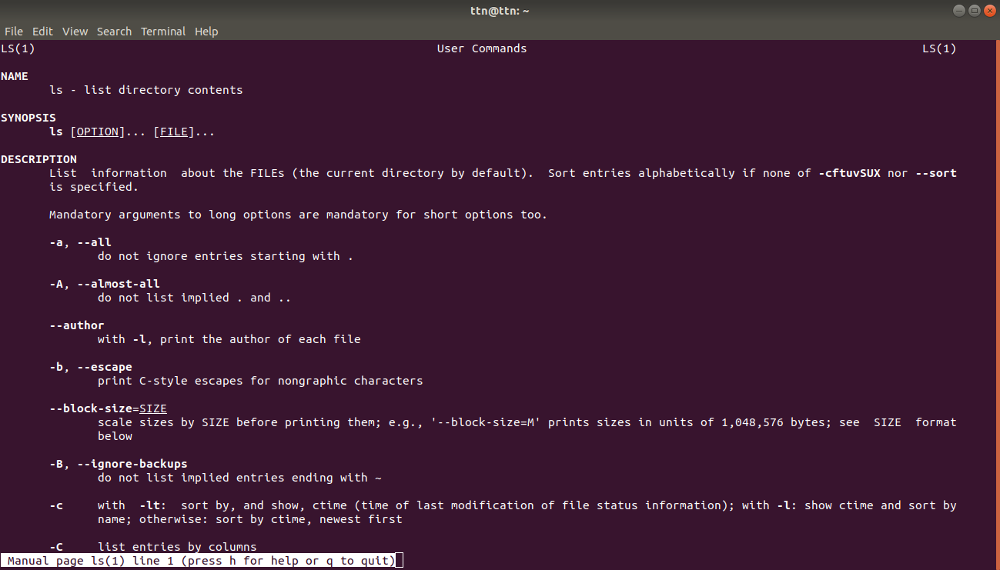 ttn@ttn: ~
File Edit View Search Terminal Help
LS(1) User Commands LS(1)
NAME
ls - list directory contents
SYNOPSIS
ls [OPTION]... [FILE]...
DESCRIPTION
List information about the FILEs (the current directory by default). Sort entries alphabetically if none of -cftuvSUX nor --sort
is specified.
Mandatory arguments to long options are mandatory for short options too.
-a, --all
do not ignore entries starting with .
-A, --almost-all
do not list implied . and ..
--author
with -l, print the author of each file
-b, --escape
print C-style escapes for nongraphic characters
--block-size=SIZE
scale sizes by SIZE before printing them; e.g., '--block-size=M' prints sizes in units of 1,048,576 bytes; see SIZE format
below
-B, --ignore-backups
do not list implied entries ending with ~
-c with -lt: sort by, and show, ctime (time of last modification of file status information); with -l: show ctime and sort by
name; otherwise: sort by ctime, newest first
-C list entries by columns
Manual page ls(1) line 1 (press h for help or q to quit)